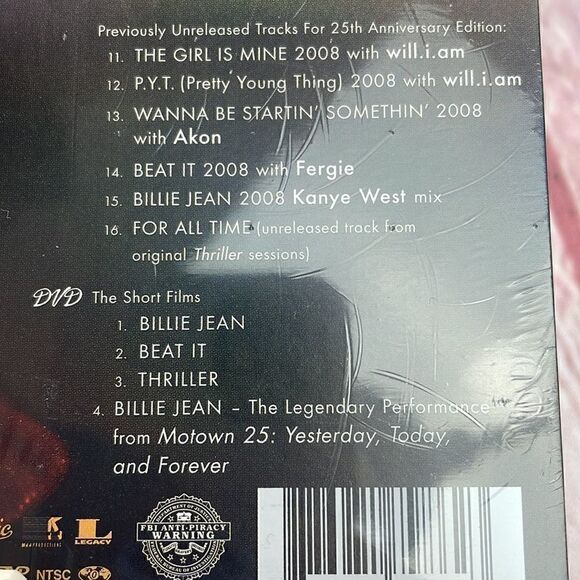 Previously Unreleased Tracks For 25th Anniversary Edition:
11. THE GIRL IS MINE 2008 with will.i.am
12. P.Y.T. (Pretty Young Thing) 2008 with will.i.am
13. WANNA BE STARTIN' SOMETHIN' 2008
with Akon
14. BEAT IT 2008 with Fergie
15. BILLIE JEAN 2008 Kanye West mix
16. FOR ALL TIME (unreleased track from
original Thriller sessions)
DVD The Short Films
1. BILLIE JEAN
2. BEAT IT
3. THRILLER
4. BILLIE JEAN – The Legendary Performance
from Motown 25: Yesterday, Today,
and Forever
FBI ANTI-PIRACY
WARNING
PRODUCTIONS
LEGACY
NTSC